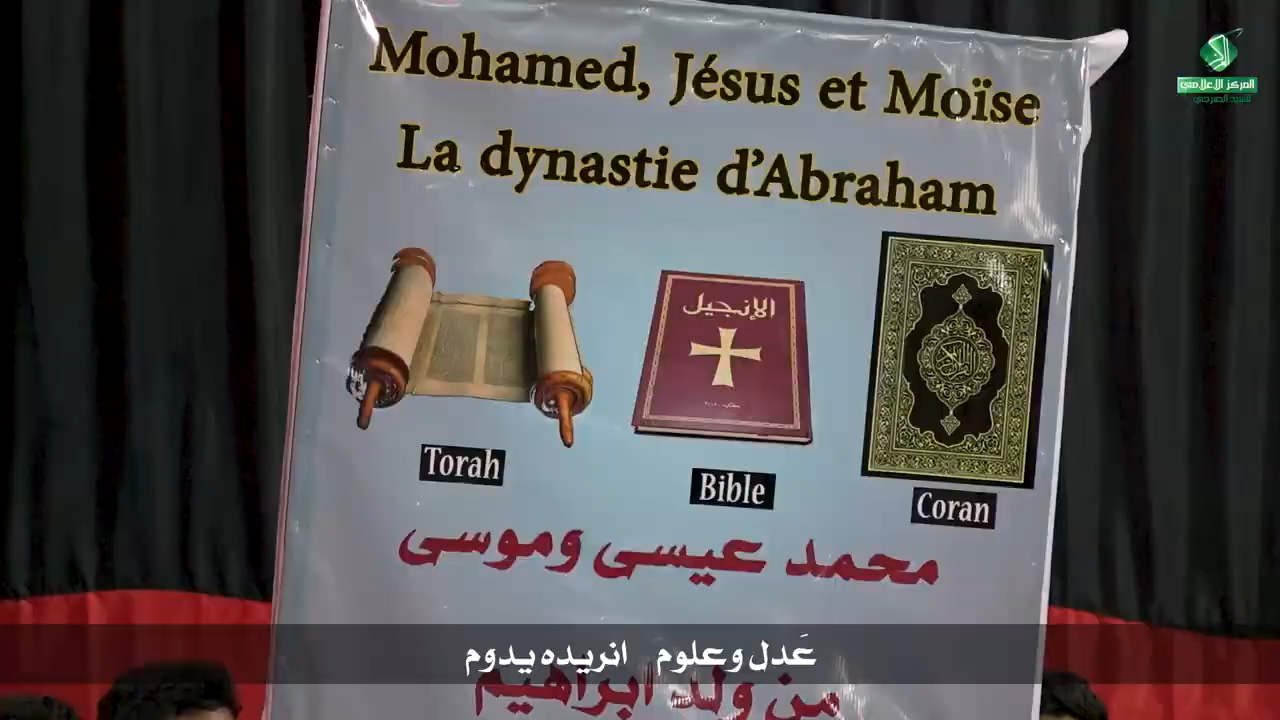 Mohamed, Jésus et Moïse
La dynastie d'Abraham
الإنجيل
Torah
Bible
Coran
محمد عيسى وموسى
من ولد ابراهيم
عَدل وعلوم انريده يدوم
المركز الاعلامي